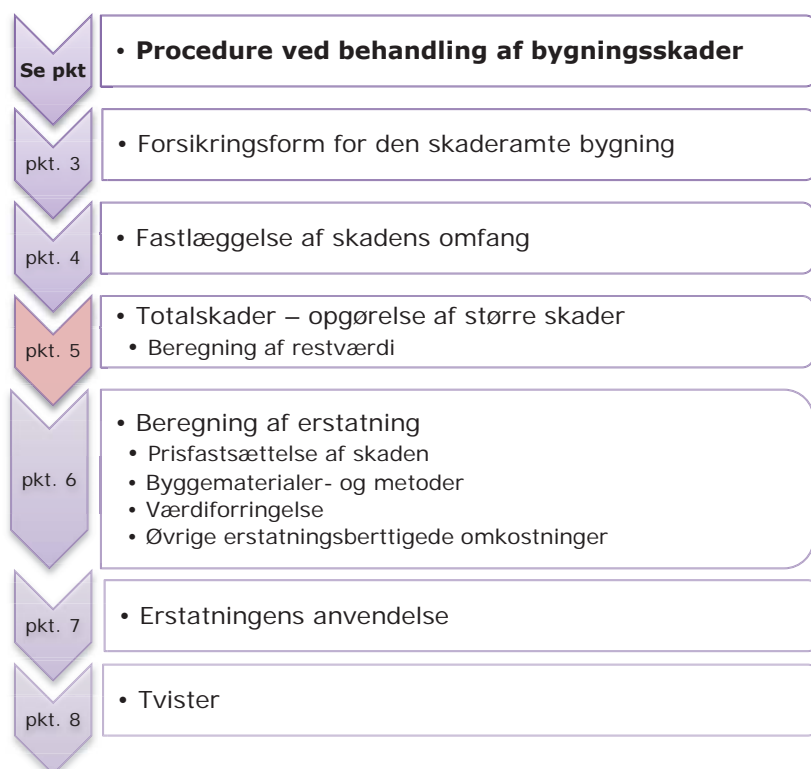 Se pkt
• Procedure ved behandling af bygningsskader
pkt. 3
• Forsikringsform for den skaderamte bygning
pkt. 4
• Fastlæggelse af skadens omfang
pkt. 5
• Totalskader – opgørelse af større skader
• Beregning af restværdi
pkt. 6
• Beregning af erstatning
• Prisfastsættelse af skaden
• Byggematerialer- og metoder
• Værdiforringelse
• Øvrige erstatningsberttigede omkostninger
pkt. 7
• Erstatningens anvendelse
pkt. 8
• Tvister